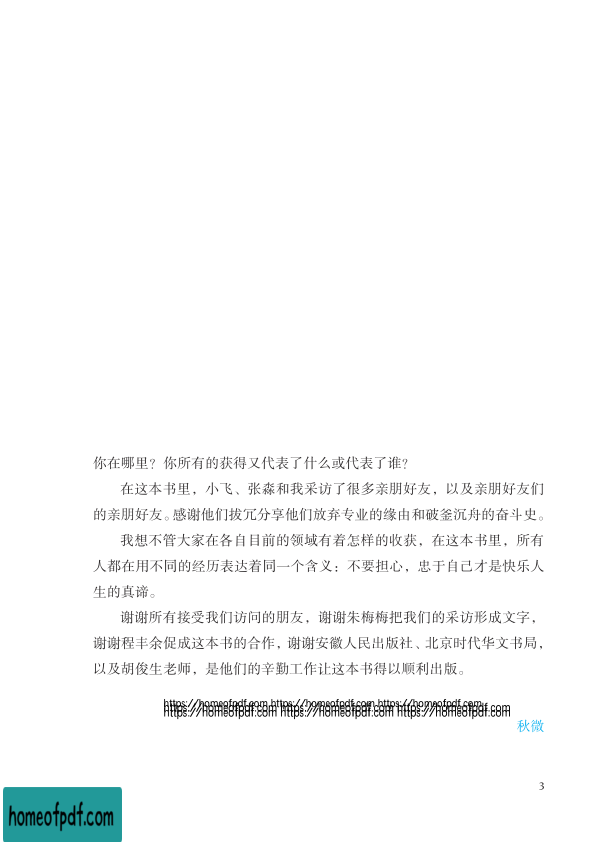 你在哪里？你所有的获得又代表了什么或代表了谁？
在这本书里，小飞、张淼和我采访了很多亲朋好友，以及亲朋好友们
的亲朋好友。感谢他们拔冗分享他们放弃专业的缘由和破釜沉舟的奋斗史。
我想不管大家在各自目前的领域有着怎样的收获，在这本书里，所有
人都在用不同的经历表达着同一个含义：不要担心，忠于自己才是快乐人
生的真谛。
谢谢所有接受我们访问的朋友，谢谢朱梅梅把我们的采访形成文字，
谢谢程丰余促成这本书的合作，谢谢安徽人民出版社、北京时代华文书局，
以及胡俊生老师，是他们的辛勤工作让这本书得以顺利出版。
https://homeofpdf.com https://homeofpdf.com https://homeofpdf.com
https://homeofpdf.com https://homeofpdf.com https://homeofpdf.com
秋微
3
homeofpdf.com